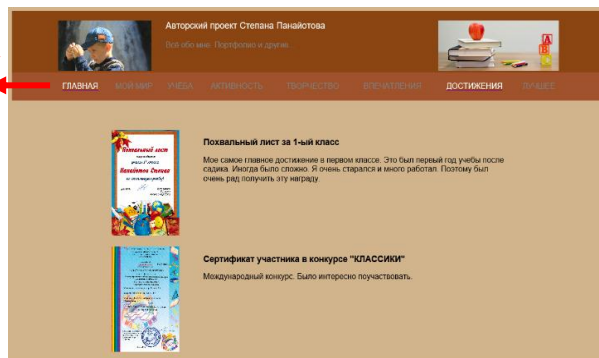 Авторский проект Степана Панайотова
Всё обо мне. Портфолио и другие..
ГЛАВНАЯ МОЙ МИР УЧЁБА АКТИВНОСТЬ ТВОРЧЕСТВО ВПЕЧАТЛЕНИЯ ДОСТИЖЕНИЯ ЛУЧШЕЕ
Похвальный лист
Похвальный лист за 1-ый класс
Мое самое главное достижение в первом классе. Это был первый год учебы после
садика. Иногда было сложно. Я очень старался и много работал. Поэтому был
очень рад получить эту награду.
Сертификат участника в конкурсе "КЛАССИКИ"
Международный конкурс. Было интересно поучаствовать.